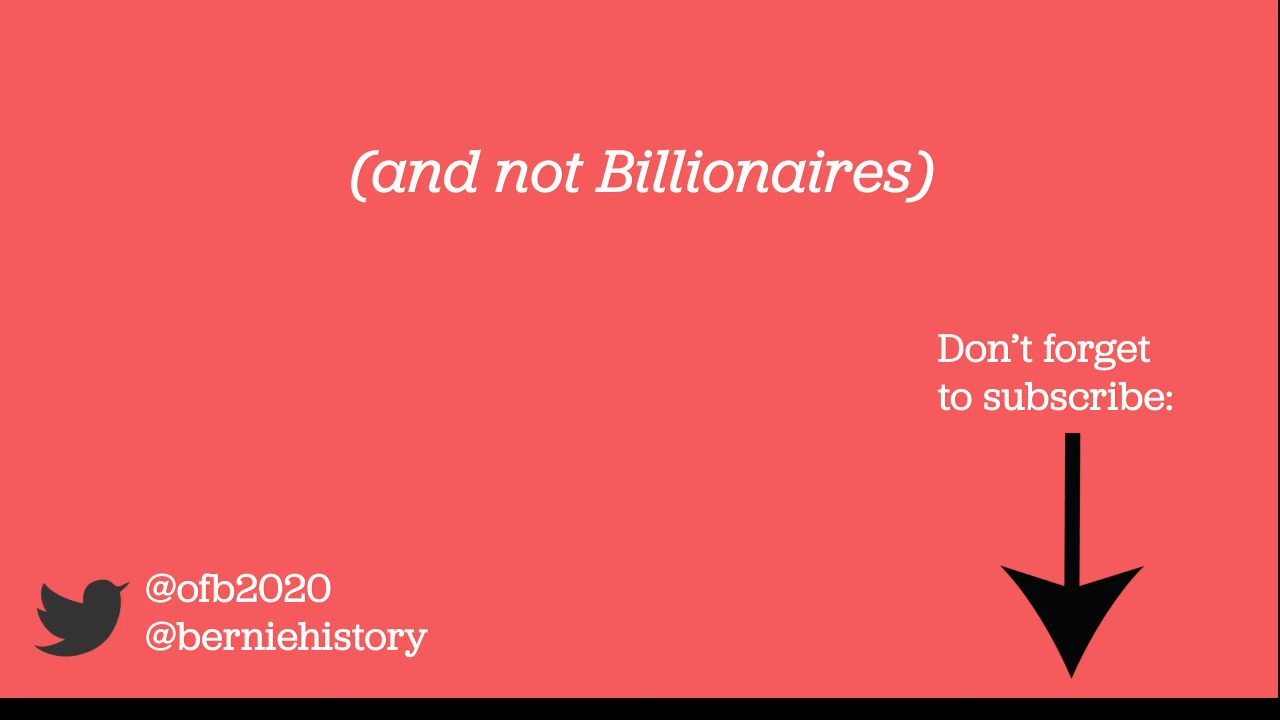 (and not Billionaires)
Don’t forget
to subscribe:
@ofb2020
@berniehistory